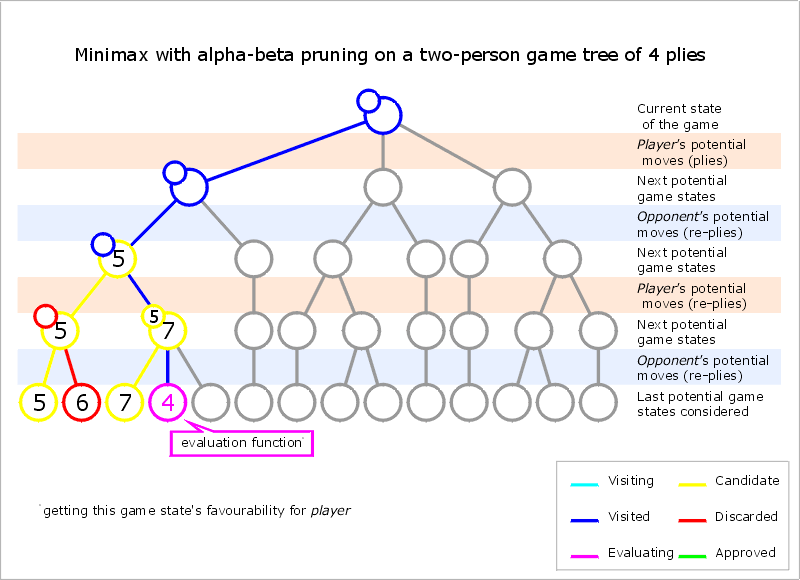 Minimax with alpha-beta pruning on a two-person game tree of 4 plies
Current state
of the game
Player's potential
moves (plies)
Next potential
game states
Opponent's potential
moves (re-plies)
5
Next potential
game states
Player's potential
moves (re-plies)
5
5
7
Next potential
game states
Opponent's potential
moves (re-plies)
5
6
7
4
Last potential game
states considered
evaluation function*
*getting this game state's favourability for player
Visiting
Candidate
Visited
Discarded
Evaluating
Approved